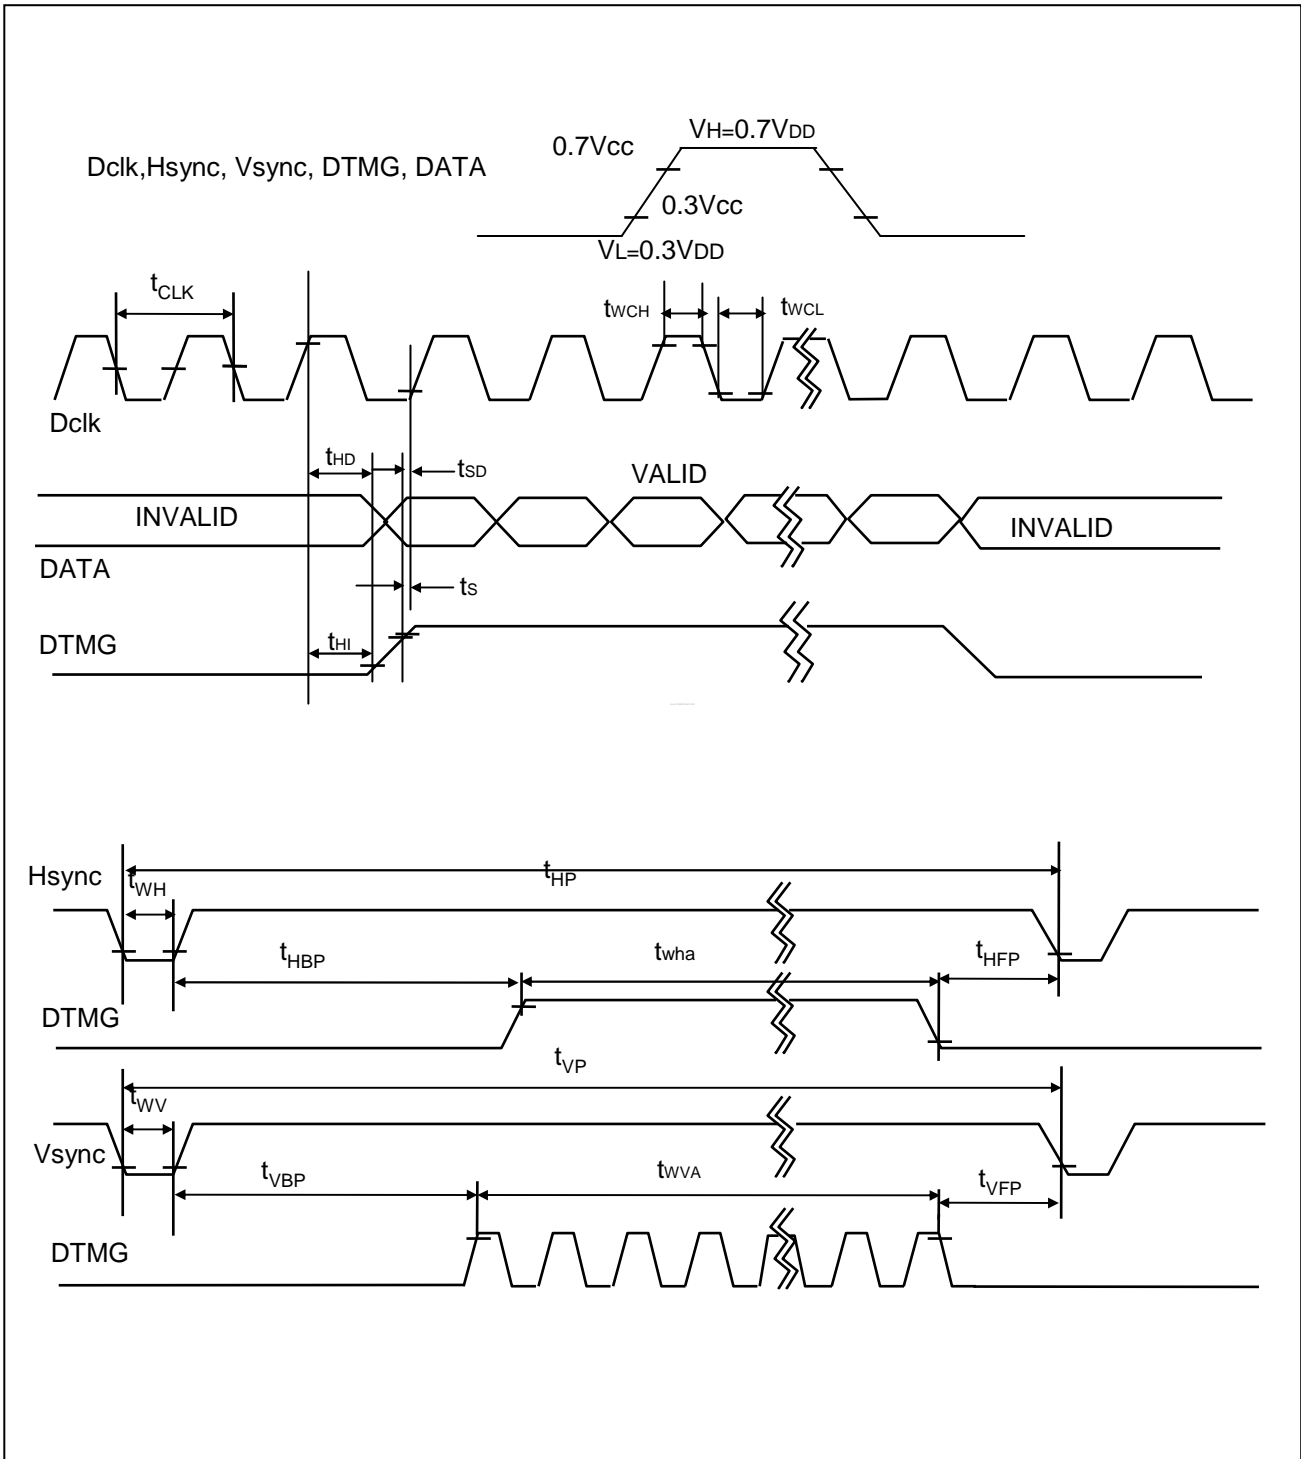 VH=0.7VDD
0.7Vcc
Dclk,Hsync, Vsync, DTMG, DATA
0.3Vcc
VL=0.3VDD
tCLK
tWCH
tWCL
Dclk
tHD
tSD
VALID
INVALID
INVALID
DATA
tS
DTMG
tHI
Hsync
tWH
tHP
tHBP
twha
tHFP
DTMG
tVP
tWV
Vsync
tVBP
tWVA
tVFP
DTMG